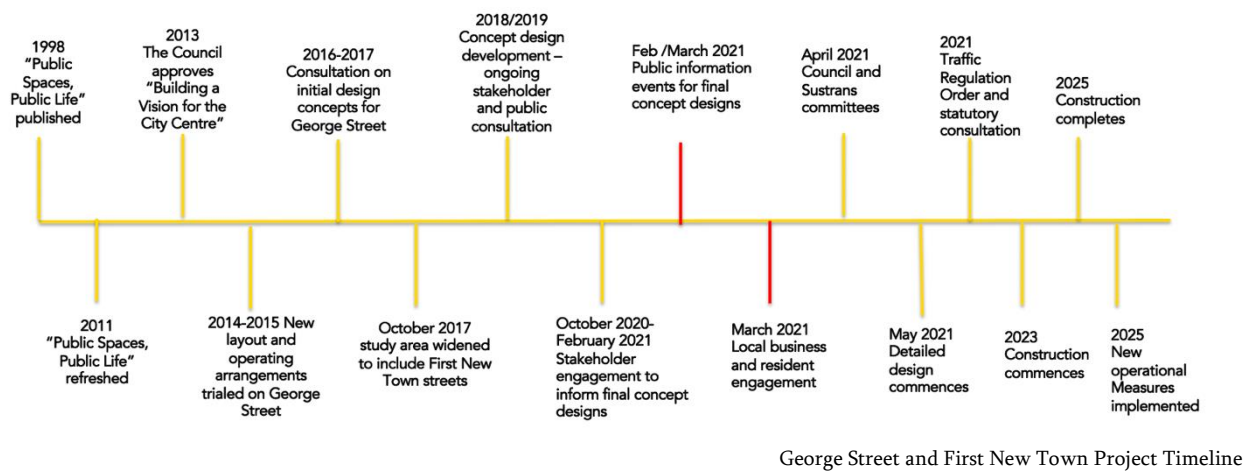 1998
“Public
Spaces,
Public Life”
published
2011
“Public Spaces,
Public Life”
refreshed
2013
The Council
approves
“Building a
Vision for the
City Centre”
2014-2015 New
layout and
operating
arrangements
trialed on George
Street
2016-2017
Consultation on
initial design
concepts for
George Street
October 2017
study area widened
to include First New
Town streets
2018/2019
Concept design
development –
ongoing
stakeholder
and public
consultation
October 2020-
February 2021
Stakeholder
engagement to
inform final concept
designs
Feb /March 2021
Public information
events for final
concept designs
March 2021
Local business
and resident
engagement
April 2021
Council and
Sustrans
committees
May 2021
Detailed
design
commences
2021
Traffic
Regulation
Order and
statutory
consultation
2023
Construction
commences
2025
Construction
completes
2025
New
operational
Measures
implemented
George Street and First New Town Project Timeline